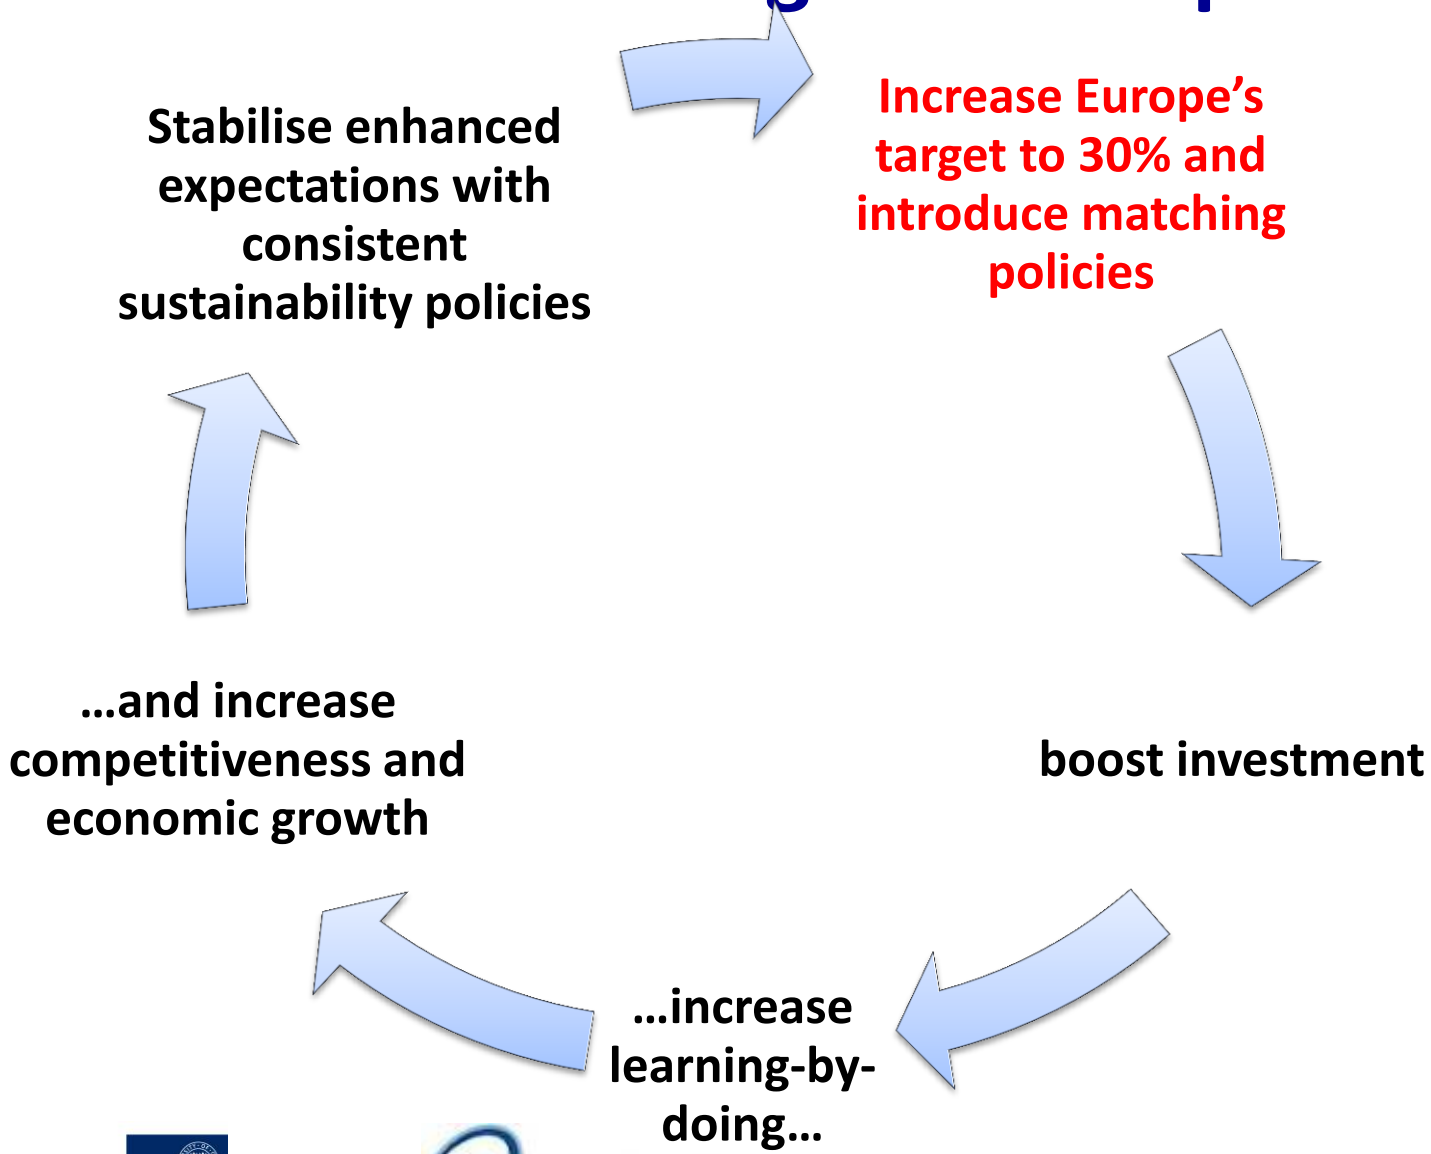 Increase Europe’s
target to 30% and
introduce matching
policies
boost investment
…increase
learning-by-
doing…
…and increase
competitiveness and
economic growth
Stabilise enhanced
expectations with
consistent
sustainability policies